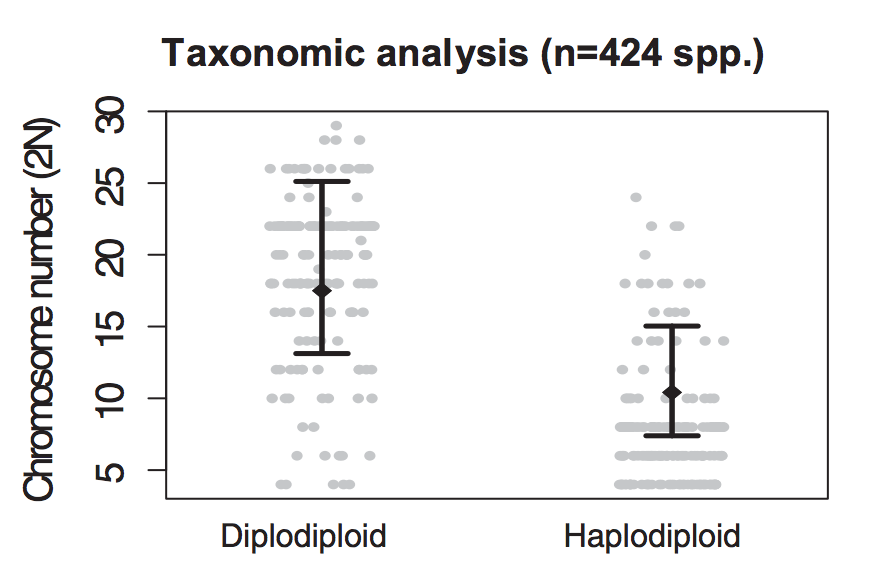 Taxonomic analysis (n=424 spp.)
Chromosome number (2N)
30
25
20
15
10
5
Diplodiploid
Haplodiploid